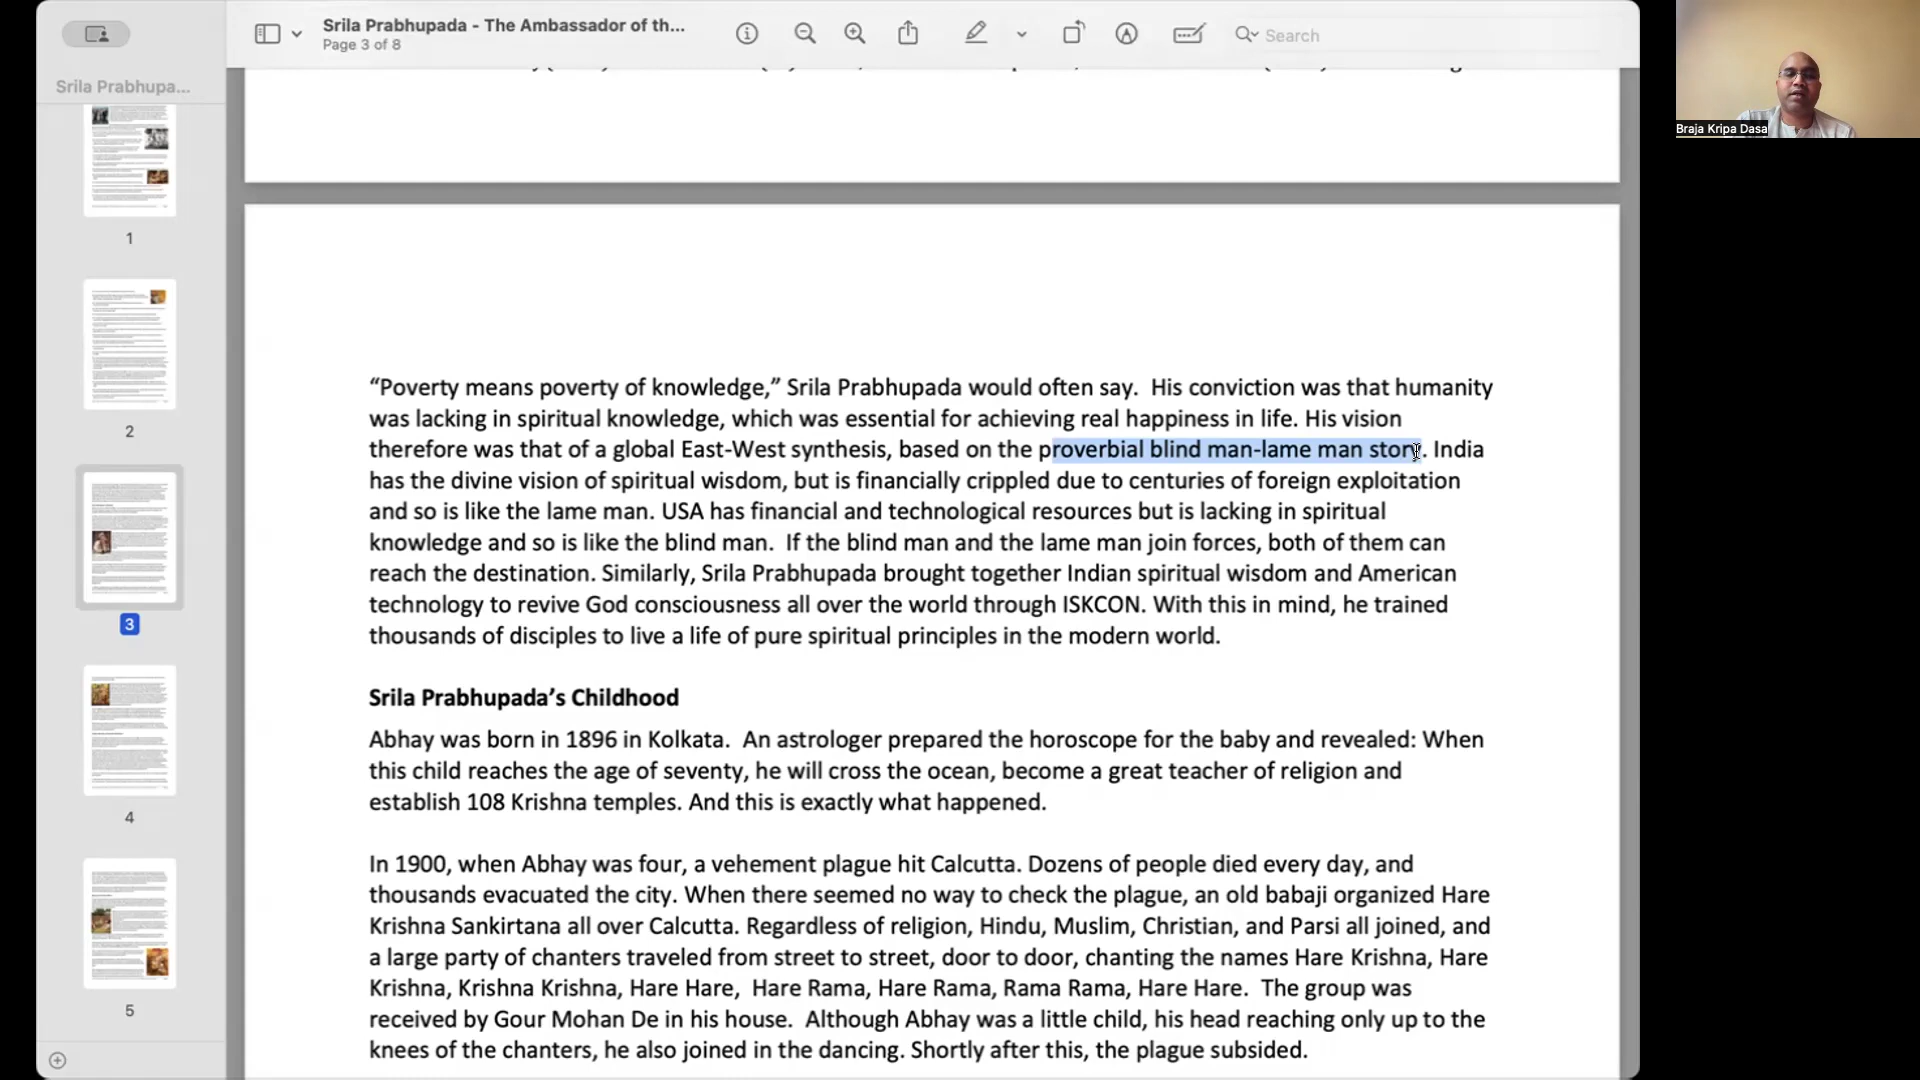 Srila Prabhupada - The Ambassador of th...
Page 3 of 8
Search
Srila Prabhupa...
1
2
3
4
5
Braja Kripa Dasa
“Poverty means poverty of knowledge,” Srila Prabhupada would often say.  His conviction was that humanity
was lacking in spiritual knowledge, which was essential for achieving real happiness in life. His vision
therefore was that of a global East-West synthesis, based on the proverbial blind man-lame man story. India
has the divine vision of spiritual wisdom, but is financially crippled due to centuries of foreign exploitation
and so is like the lame man. USA has financial and technological resources but is lacking in spiritual
knowledge and so is like the blind man.  If the blind man and the lame man join forces, both of them can
reach the destination. Similarly, Srila Prabhupada brought together Indian spiritual wisdom and American
technology to revive God consciousness all over the world through ISKCON. With this in mind, he trained
thousands of disciples to live a life of pure spiritual principles in the modern world.
Srila Prabhupada’s Childhood
Abhay was born in 1896 in Kolkata.  An astrologer prepared the horoscope for the baby and revealed: When
this child reaches the age of seventy, he will cross the ocean, become a great teacher of religion and
establish 108 Krishna temples. And this is exactly what happened.
In 1900, when Abhay was four, a vehement plague hit Calcutta. Dozens of people died every day, and
thousands evacuated the city. When there seemed no way to check the plague, an old babaji organized Hare
Krishna Sankirtana all over Calcutta. Regardless of religion, Hindu, Muslim, Christian, and Parsi all joined, and
a large party of chanters traveled from street to street, door to door, chanting the names Hare Krishna, Hare
Krishna, Krishna Krishna, Hare Hare,  Hare Rama, Hare Rama, Rama Rama, Hare Hare.  The group was
received by Gour Mohan De in his house.  Although Abhay was a little child, his head reaching only up to the
knees of the chanters, he also joined in the dancing. Shortly after this, the plague subsided.